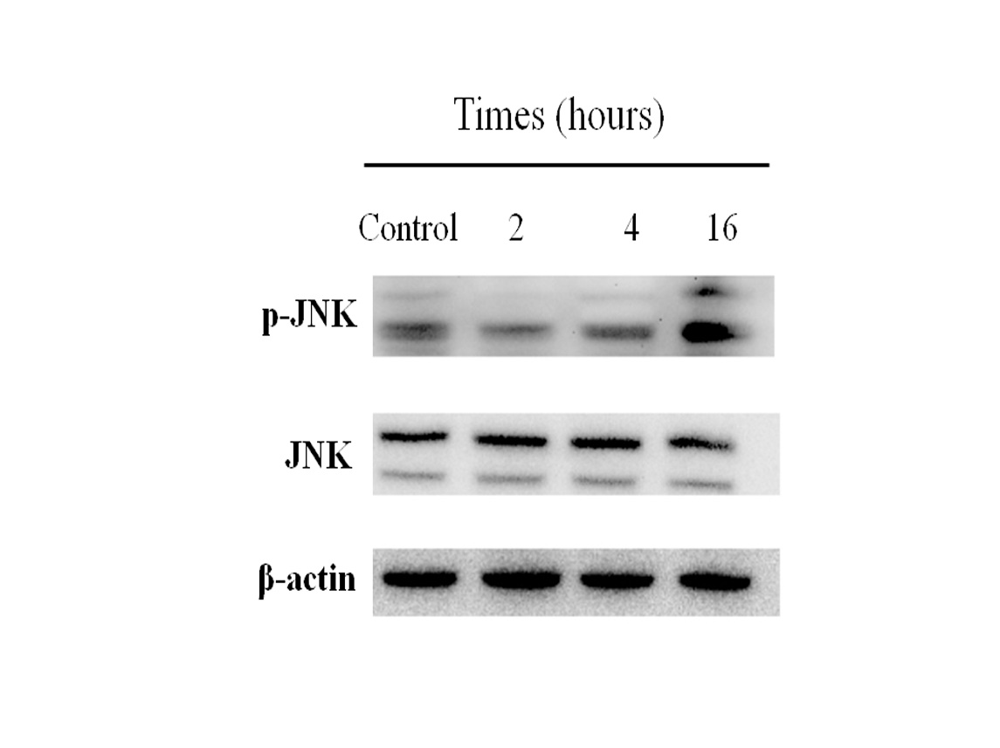 Times (hours)
Control 2 4 16
p-JNK
JNK
β-actin